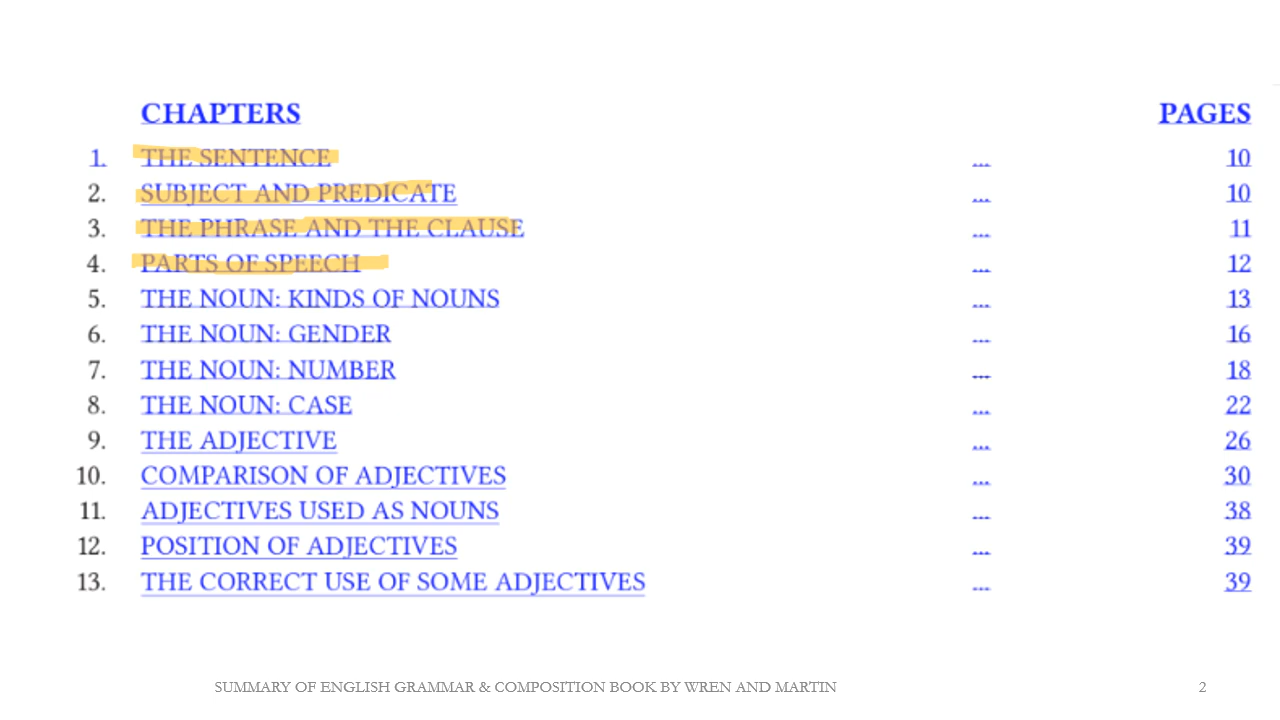 CHAPTERS ... PAGES
1. THE SENTENCE ... 10
2. SUBJECT AND PREDICATE ... 10
3. THE PHRASE AND THE CLAUSE ... 11
4. PARTS OF SPEECH ... 12
5. THE NOUN: KINDS OF NOUNS ... 13
6. THE NOUN: GENDER ... 16
7. THE NOUN: NUMBER ... 18
8. THE NOUN: CASE ... 22
9. THE ADJECTIVE ... 26
10. COMPARISON OF ADJECTIVES ... 30
11. ADJECTIVES USED AS NOUNS ... 38
12. POSITION OF ADJECTIVES ... 39
13. THE CORRECT USE OF SOME ADJECTIVES ... 39
SUMMARY OF ENGLISH GRAMMAR & COMPOSITION BOOK BY WREN AND MARTIN 2